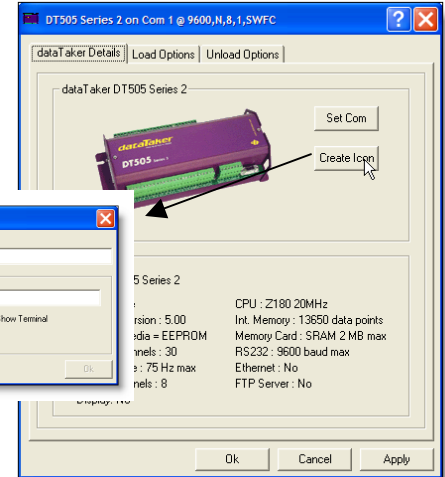 DT505 Series 2 on Com 1 @ 9600,N,8,1,SWFC
dataTaker Details
Load Options
Unload Options
dataTaker DT505 Series 2
dataTaker
DT505
Set Com
Create Icon
Show Terminal
Ok
5 Series 2
rsion : 5.00
edia = EEPROM
nnels : 30
e : 75 Hz max
nels : 8
Display: No
CPU : Z180 20MHz
Int. Memory : 13650 data points
Memory Card : SRAM 2 MB max
RS232 : 9600 baud max
Ethernet : No
FTP Server : No
Ok
Cancel
Apply